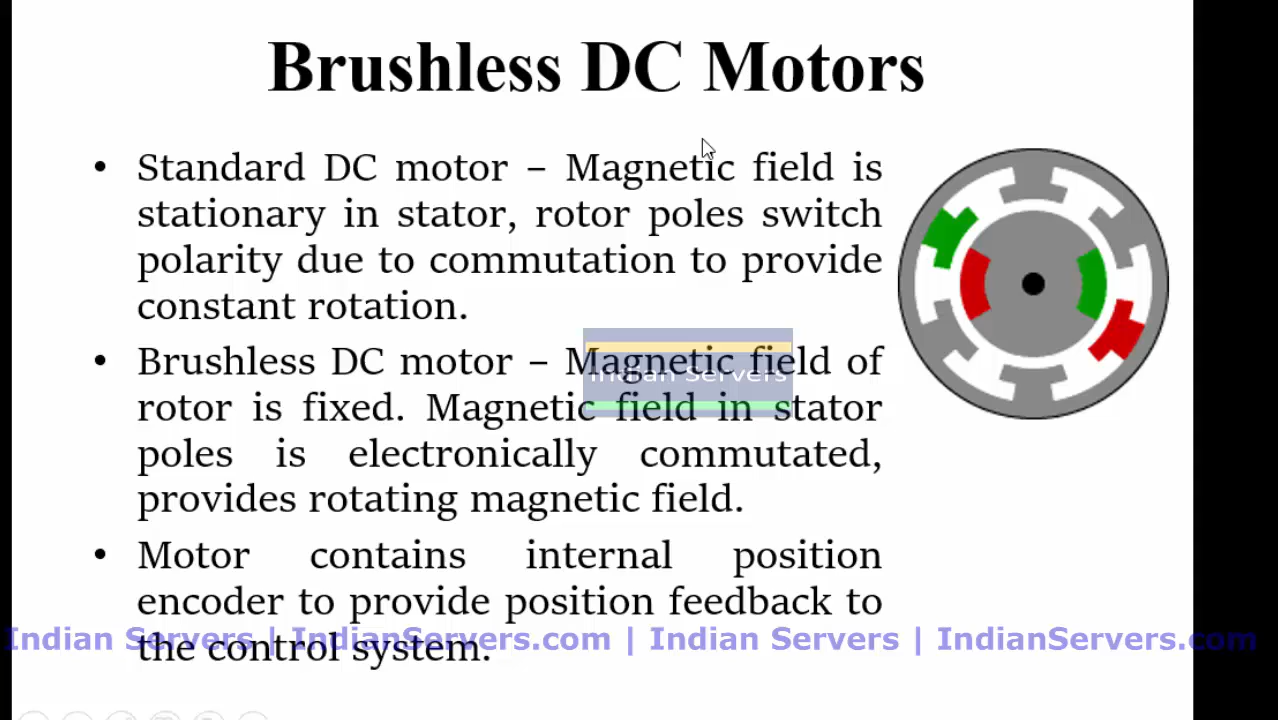 Brushless DC Motors
• Standard DC motor – Magnetic field is
stationary in stator, rotor poles switch
polarity due to commutation to provide
constant rotation.
• Brushless DC motor – Magnetic field of
Indian Servers
rotor is fixed. Magnetic field in stator
poles is electronically commutated,
provides rotating magnetic field.
• Motor contains internal position
encoder to provide position feedback to
Indian Servers | IndianServers.com | Indian Servers | IndianServers.com
the control system.